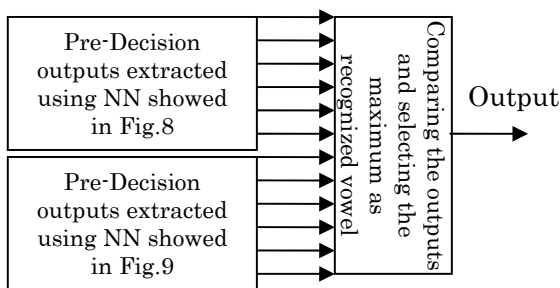 Pre-Decision
outputs extracted
using NN showed
in Fig.8
Pre-Decision
outputs extracted
using NN showed
in Fig.9
Comparing the outputs
and selecting the
maximum as
recognized vowel
Output